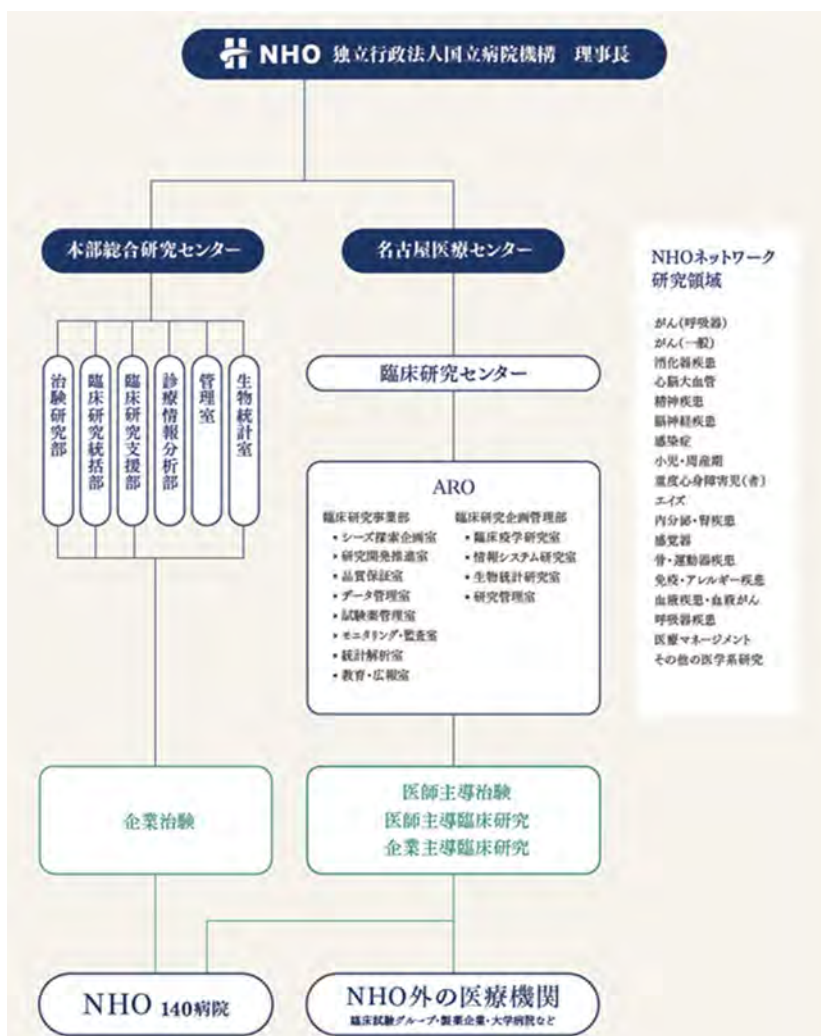 NHO 独立行政法人国立病院機構 理事長
本部総合研究センター
治験研究部
臨床研究統括部
臨床研究支援部
診療情報分析部
管理室
生物統計室
企業治験
名古屋医療センター
臨床研究センター
ARO
臨床研究事業部
・シーズ探索企画室
・研究開発推進室
・品質保証室
・データ管理室
・試験薬管理室
・モニタリング・監査室
・統計解析室
・教育・広報室
臨床研究企画管理部
・臨床疫学研究室
・情報システム研究室
・生物統計研究室
・研究管理室
医師主導治験
医師主導臨床研究
企業主導臨床研究
NHO 140病院
NHO外の医療機関
臨床試験グループ・製薬企業・大学病院など
NHOネットワーク
研究領域
がん(呼吸器)
がん(一般)
消化器疾患
心脳大血管
精神疾患
脳神経疾患
感染症
小児・周産期
重度心身障害児(者)
エイズ
内分泌・腎疾患
感覚器
骨・運動器疾患
免疫・アレルギー疾患
血液疾患・血液がん
呼吸器疾患
医療マネージメント
その他の医学系研究